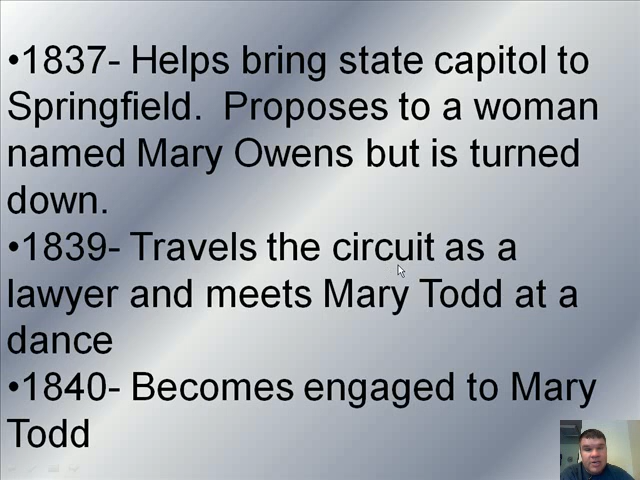 •1837- Helps bring state capitol to
Springfield.  Proposes to a woman
named Mary Owens but is turned
down.
•1839- Travels the circuit as a
lawyer and meets Mary Todd at a
dance
•1840- Becomes engaged to Mary
Todd